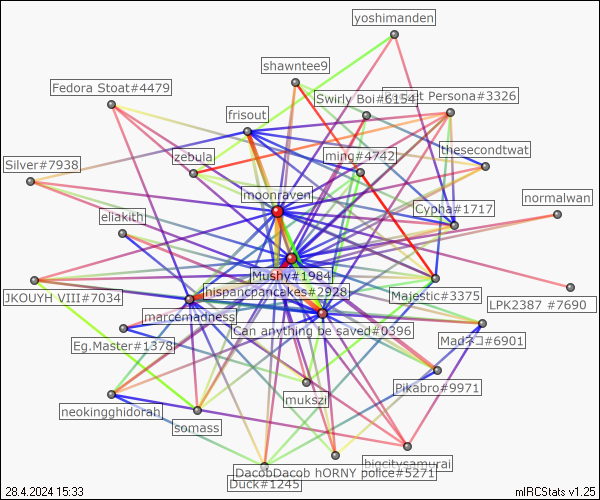 yoshimanden
shawntee9
Fedora Stoat#4479
Swirly Boi#6154
Persona#3326
frisout
zebula
ming#4742
thesecondtwat
Silver#7938
moonraven
normalwan
eliakith
Cypha#1717
Mushy#1984
JKOUYH VIII#7034
hispancpancakes#2928
Majestic#3375
LPK2387 #7690
marcemadness
Can anything be saved#0396
Eg.Master#1378
Madネコ#6901
Pikabro#9971
mukszi
neokingghidorah
somass
bigcitysamurai
DacobDacob hORNY police#5271
Duck#1245
28.4.2024 15:33
mIRCStats v1.25